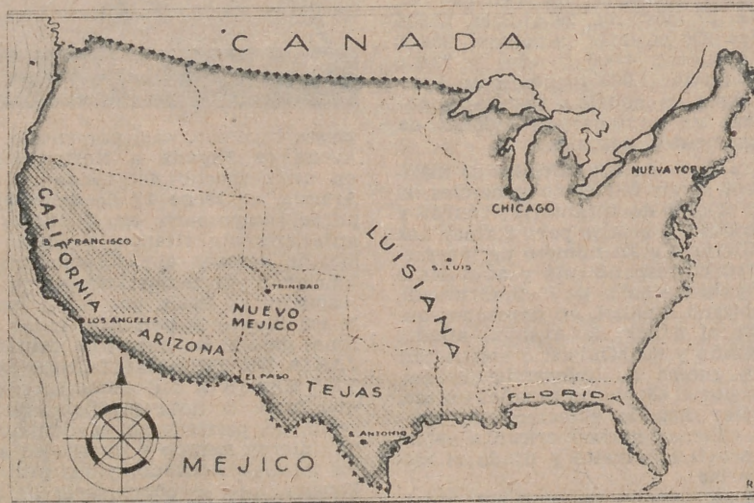 CANADA
NUEVA YORK
CHICAGO
CALIFORNIA
S. FRANCISCO
LUISIANA
S. LUIS
TRINIDAD
NUEVO
MEJICO
LOS ANGELES
ARIZONA
EL PASO
TEJAS
FLORIDA
S. ANTONIO
MEJICO